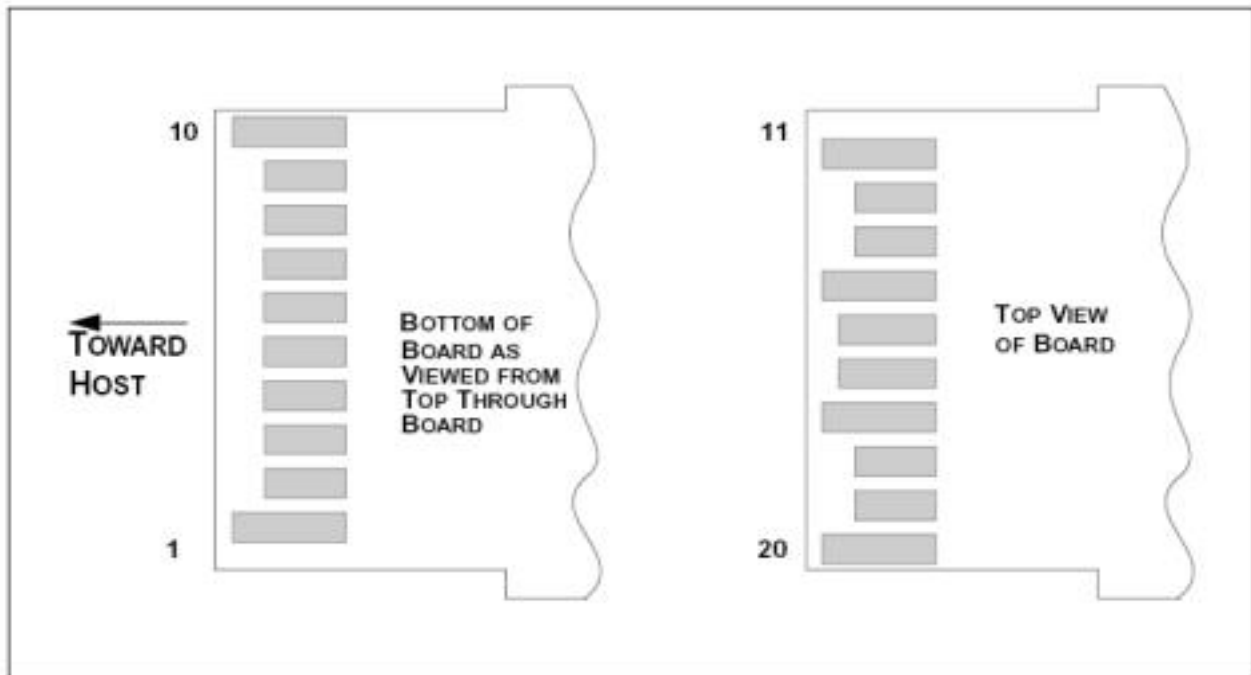 10
1
TOWARD
HOST
BOTTOM OF
BOARD AS
VIEWED FROM
TOP THROUGH
BOARD
11
20
TOP VIEW
OF BOARD